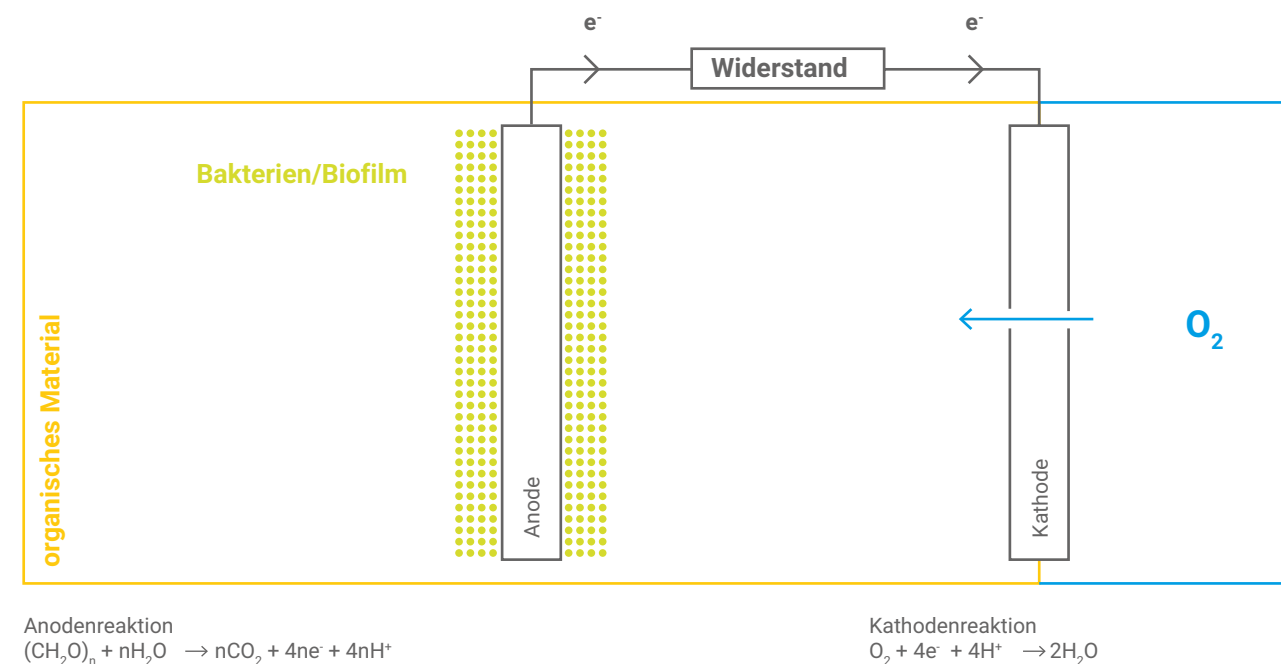 e⁻
e⁻
Widerstand
Bakterien/Biofilm
organisches Material
Anode
Kathode
O₂
Anodenreaktion
(CH₂O)ₙ + nH₂O → nCO₂ + 4ne⁻ + 4nH⁺
Kathodenreaktion
O₂ + 4e⁻ + 4H⁺ → 2H₂O